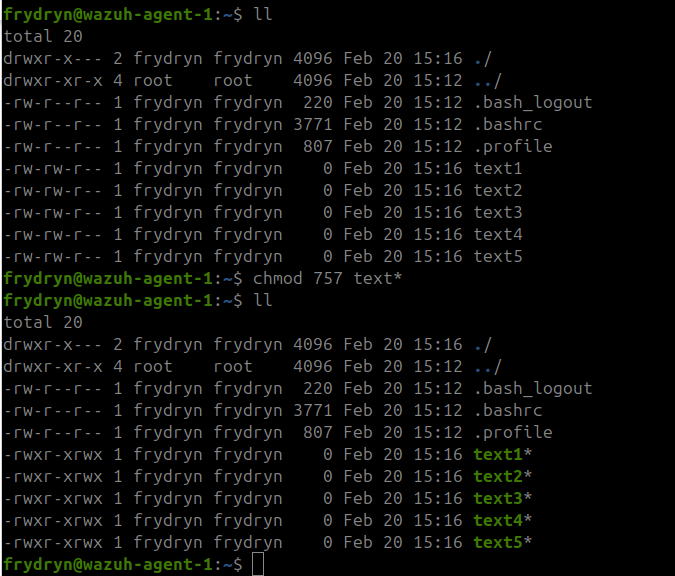 frydryn@wazuh-agent-1:~$ ll
total 20
drwxr-x--- 2 frydryn frydryn 4096 Feb 20 15:16 ./
drwxr-xr-x 4 root    root    4096 Feb 20 15:12 ../
-rw-r--r-- 1 frydryn frydryn  220 Feb 20 15:12 .bash_logout
-rw-r--r-- 1 frydryn frydryn 3771 Feb 20 15:12 .bashrc
-rw-r--r-- 1 frydryn frydryn  807 Feb 20 15:12 .profile
-rw-rw-r-- 1 frydryn frydryn    0 Feb 20 15:16 text1
-rw-rw-r-- 1 frydryn frydryn    0 Feb 20 15:16 text2
-rw-rw-r-- 1 frydryn frydryn    0 Feb 20 15:16 text3
-rw-rw-r-- 1 frydryn frydryn    0 Feb 20 15:16 text4
-rw-rw-r-- 1 frydryn frydryn    0 Feb 20 15:16 text5
frydryn@wazuh-agent-1:~$ chmod 757 text*
frydryn@wazuh-agent-1:~$ ll
total 20
drwxr-x--- 2 frydryn frydryn 4096 Feb 20 15:16 ./
drwxr-xr-x 4 root    root    4096 Feb 20 15:12 ../
-rw-r--r-- 1 frydryn frydryn  220 Feb 20 15:12 .bash_logout
-rw-r--r-- 1 frydryn frydryn 3771 Feb 20 15:12 .bashrc
-rw-r--r-- 1 frydryn frydryn  807 Feb 20 15:12 .profile
-rwxr-xrwx 1 frydryn frydryn    0 Feb 20 15:16 text1*
-rwxr-xrwx 1 frydryn frydryn    0 Feb 20 15:16 text2*
-rwxr-xrwx 1 frydryn frydryn    0 Feb 20 15:16 text3*
-rwxr-xrwx 1 frydryn frydryn    0 Feb 20 15:16 text4*
-rwxr-xrwx 1 frydryn frydryn    0 Feb 20 15:16 text5*
frydryn@wazuh-agent-1:~$